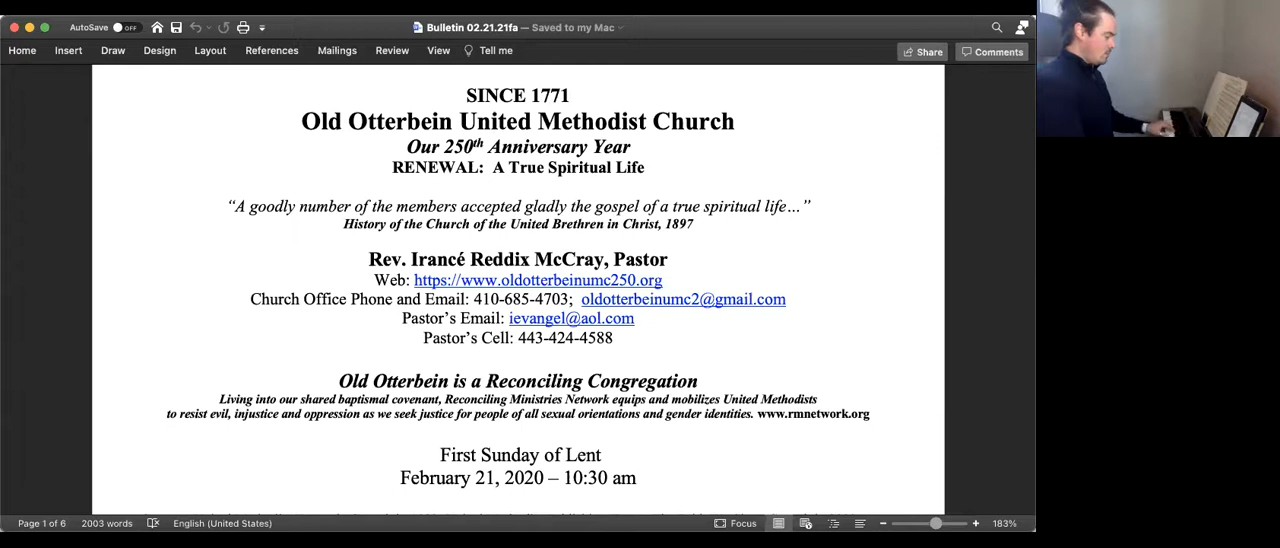 AutoSave OFF
Bulletin 02.21.21fa — Saved to my Mac
Home Insert Draw Design Layout References Mailings Review View Tell me Share Comments
SINCE 1771
Old Otterbein United Methodist Church
Our 250th Anniversary Year
RENEWAL: A True Spiritual Life
“A goodly number of the members accepted gladly the gospel of a true spiritual life…”
History of the Church of the United Brethren in Christ, 1897
Rev. Irancé Reddix McCray, Pastor
Web: https://www.oldotterbeinumc250.org
Church Office Phone and Email: 410-685-4703; oldotterbeinumc2@gmail.com
Pastor’s Email: ievangel@aol.com
Pastor’s Cell: 443-424-4588
Old Otterbein is a Reconciling Congregation
Living into our shared baptismal covenant, Reconciling Ministries Network equips and mobilizes United Methodists
to resist evil, injustice and oppression as we seek justice for people of all sexual orientations and gender identities. www.rmnetwork.org
First Sunday of Lent
February 21, 2020 – 10:30 am
Page 1 of 6 2003 words English (United States) Focus 183%